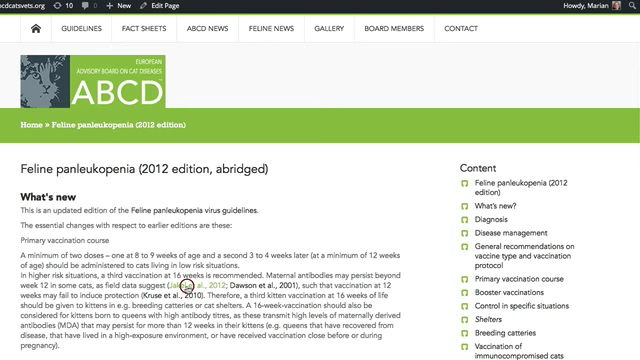 abcdcatsvets.org 10 0 + New Edit Page Howdy, Marian
GUIDELINES FACT SHEETS ABCD NEWS FELINE NEWS GALLERY BOARD MEMBERS CONTACT
EUROPEAN
ADVISORY BOARD ON CAT DISEASES
ABCD
Home » Feline panleukopenia (2012 edition)
Feline panleukopenia (2012 edition, abridged)
What's new
This is an updated edition of the Feline panleukopenia virus guidelines.
The essential changes with respect to earlier editions are these:
Primary vaccination course
A minimum of two doses – one at 8 to 9 weeks of age and a second 3 to 4 weeks later (at a minimum of 12 weeks
of age) should be administered to cats living in low risk situations.
In higher risk situations, a third vaccination at 16 weeks is recommended. Maternal antibodies may persist beyond
week 12 in some cats, as field data suggest (Jakel et al., 2012; Dawson et al., 2001), such that vaccination at 12
weeks may fail to induce protection (Kruse et al., 2010). Therefore, a third kitten vaccination at 16 weeks of life
should be given to kittens in e.g. breeding catteries or cat shelters. A 16-week-vaccination should also be
considered for kittens born to queens with high antibody titres, as these transmit high levels of maternally derived
antibodies (MDA) that may persist for more than 12 weeks in their kittens (e.g. queens that have recovered from
disease, that have lived in a high-exposure environment, or have received vaccination close before or during
pregnancy).
Content
Feline panleukopenia (2012
edition)
What's new?
Diagnosis
Disease management
General recommendations on
vaccine type and vaccination
protocol
Primary vaccination course
Booster vaccinations
Control in specific situations
Shelters
Breeding catteries
Vaccination of
immunocompromised cats